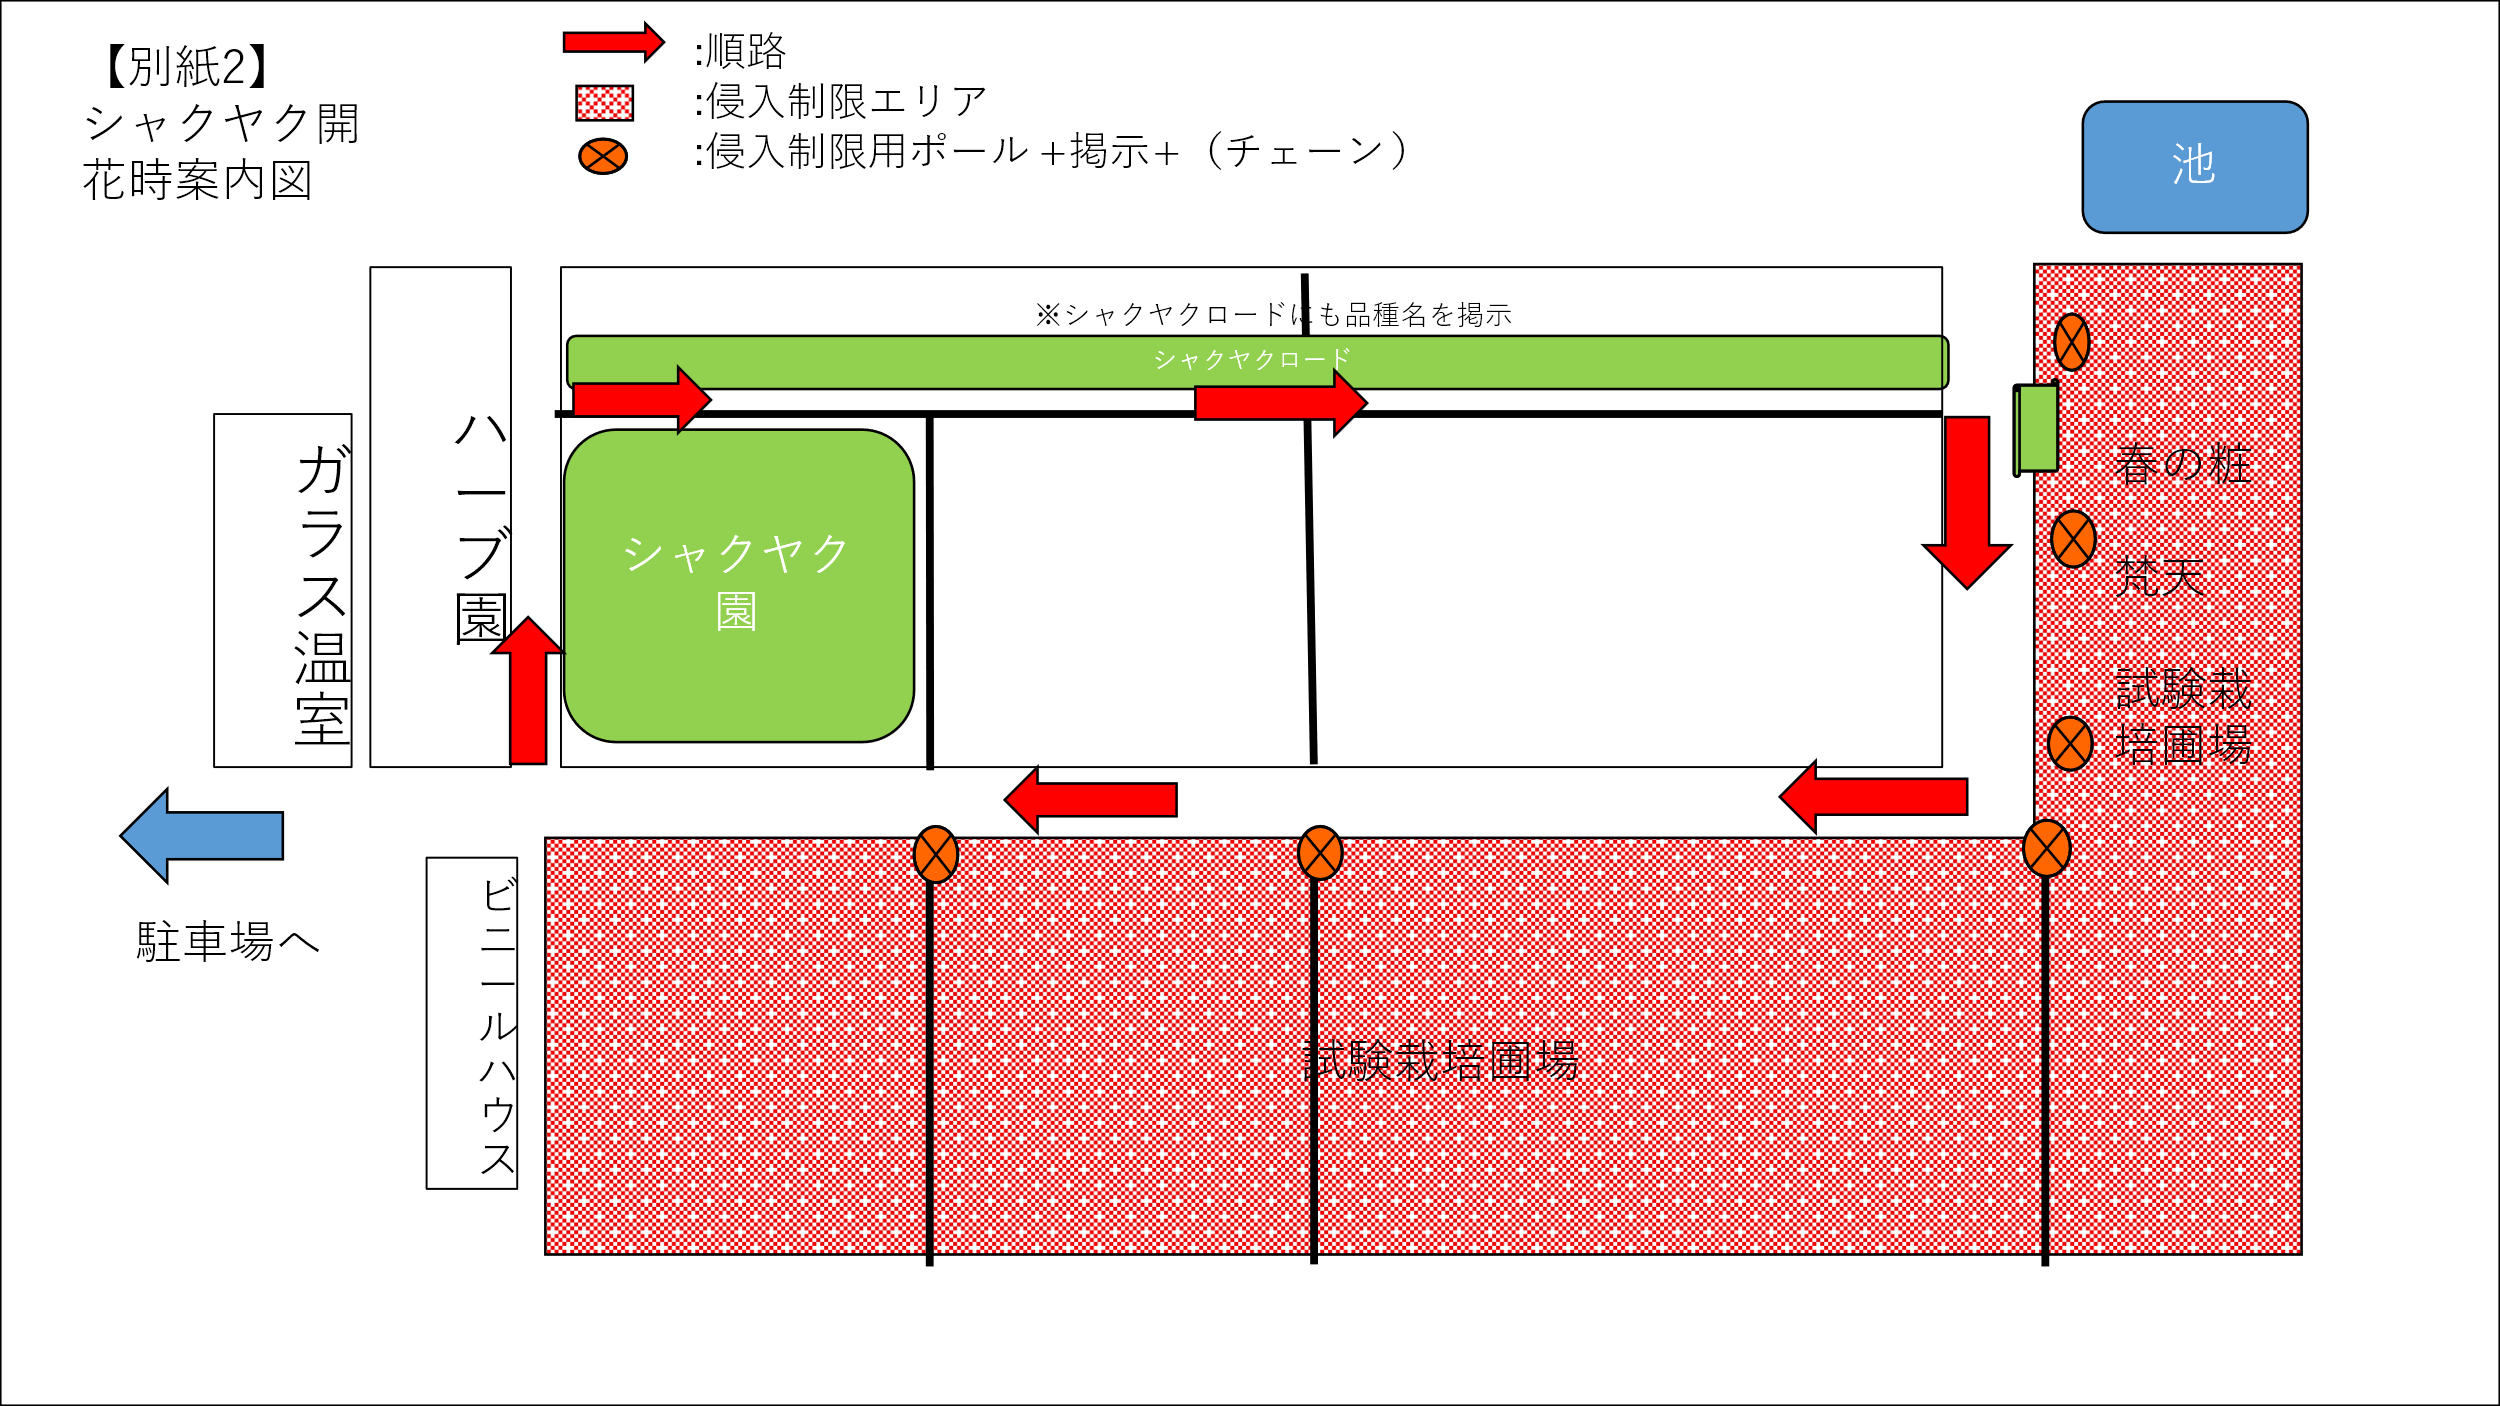 【別紙2】
シャクヤク開
花時案内図
:順路
:侵入制限エリア
:侵入制限用ポール+掲示+（チェーン）
池
※シャクヤクロードにも品種名を掲示
シャクヤクロード
ガラス温室
ハーブ園
シャクヤク
園
春の粧
梵天
試験栽
培圃場
駐車場へ
ビニールハウス
試験栽培圃場